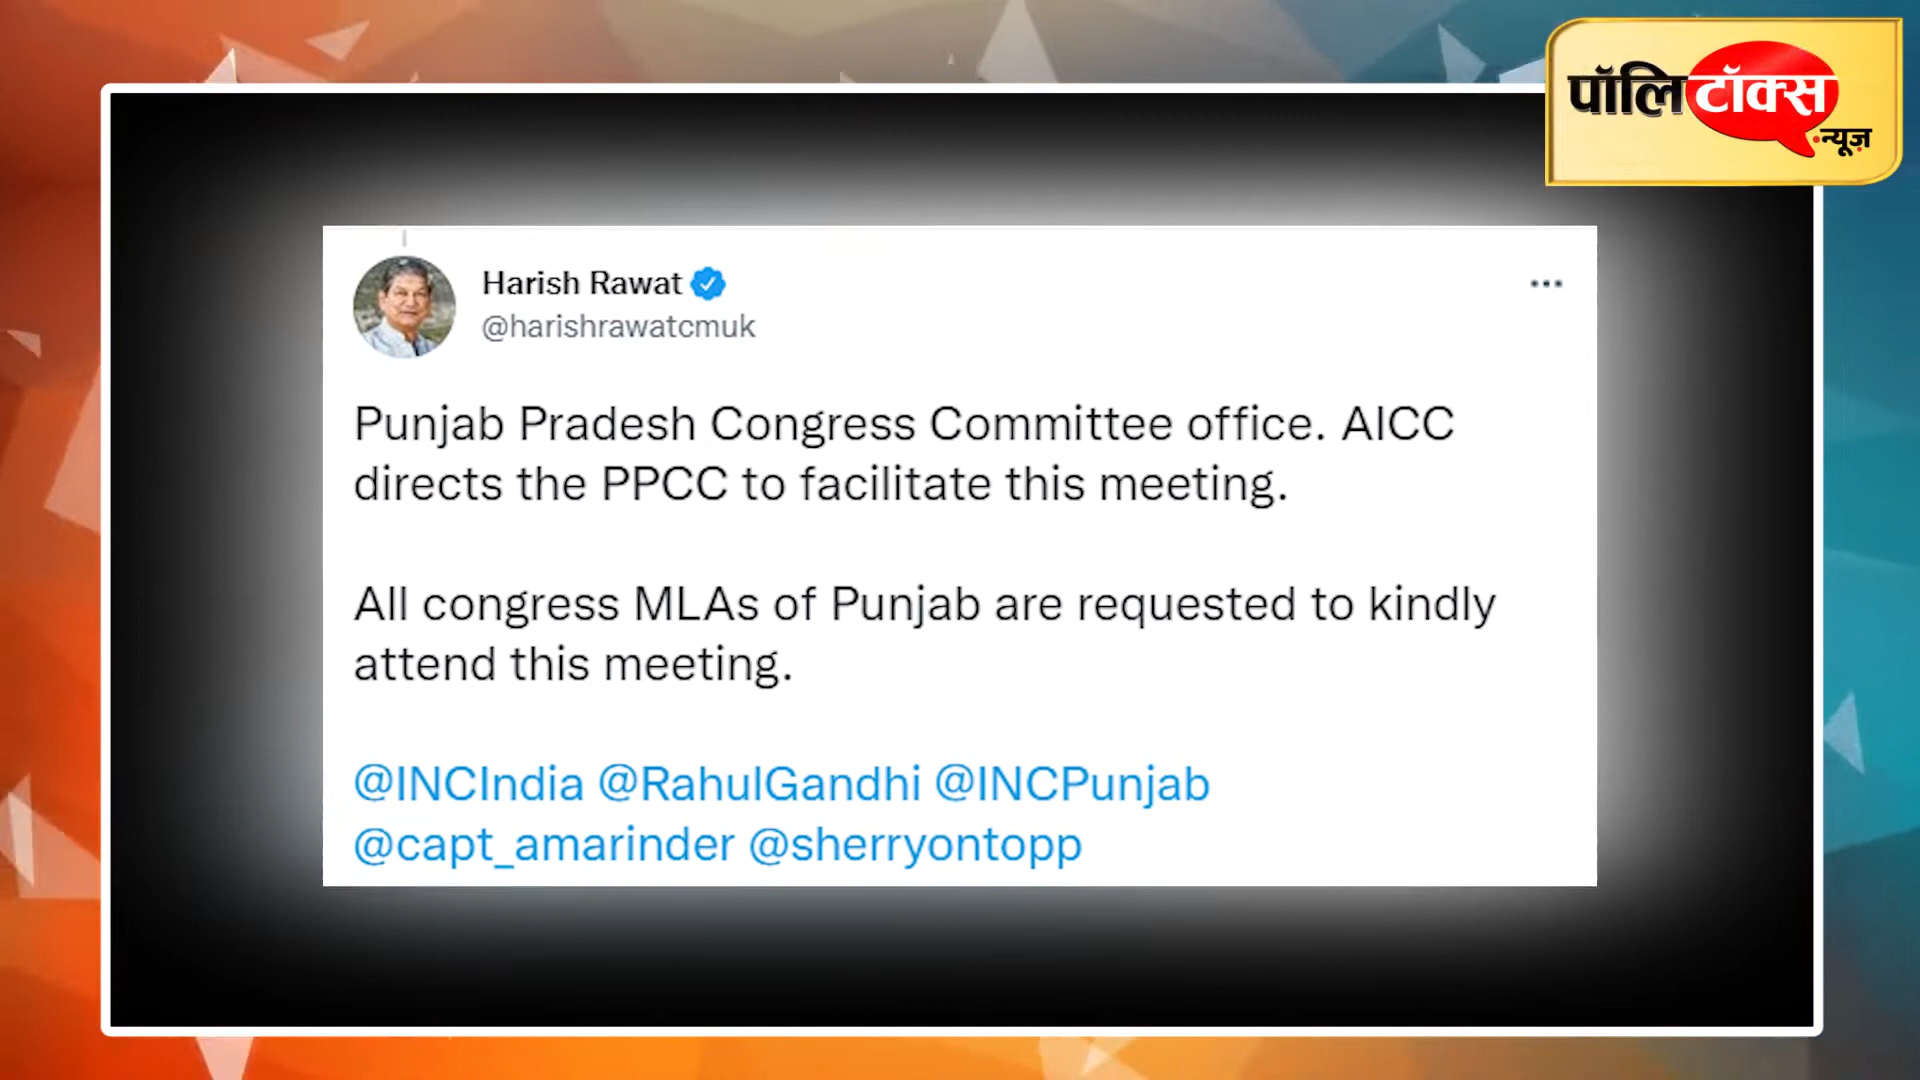 पॉलिटॉक्स
न्यूज़
Harish Rawat
@harishrawatcmuk
Punjab Pradesh Congress Committee office. AICC
directs the PPCC to facilitate this meeting.
All congress MLAs of Punjab are requested to kindly
attend this meeting.
@INCIndia @RahulGandhi @INCPunjab
@capt_amarinder @sherryontopp